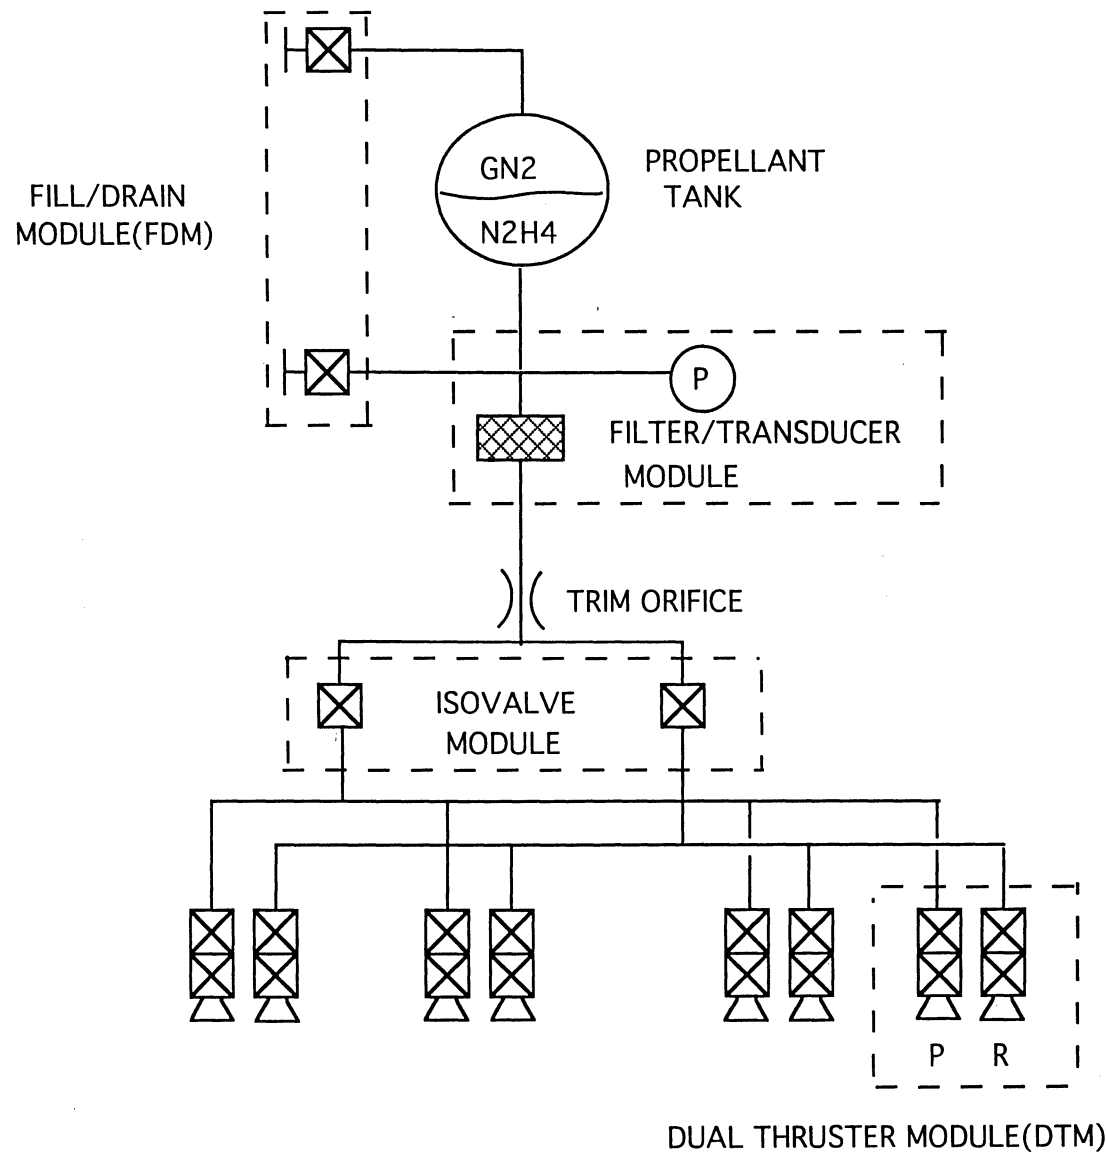 GN2
N2H4
PROPELLANT
TANK
FILL/DRAIN
MODULE(FDM)
P
FILTER/TRANSDUCER
MODULE
TRIM ORIFICE
ISOVALVE
MODULE
P R
DUAL THRUSTER MODULE(DTM)